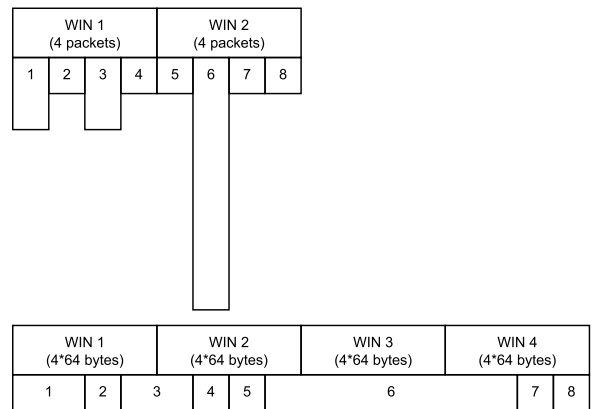 WIN 1 WIN 2
(4 packets) (4 packets)
1 2 3 4 5 6 7 8
WIN 1 WIN 2 WIN 3 WIN 4
(4*64 bytes) (4*64 bytes) (4*64 bytes) (4*64 bytes)
1 2 3 4 5 6 7 8